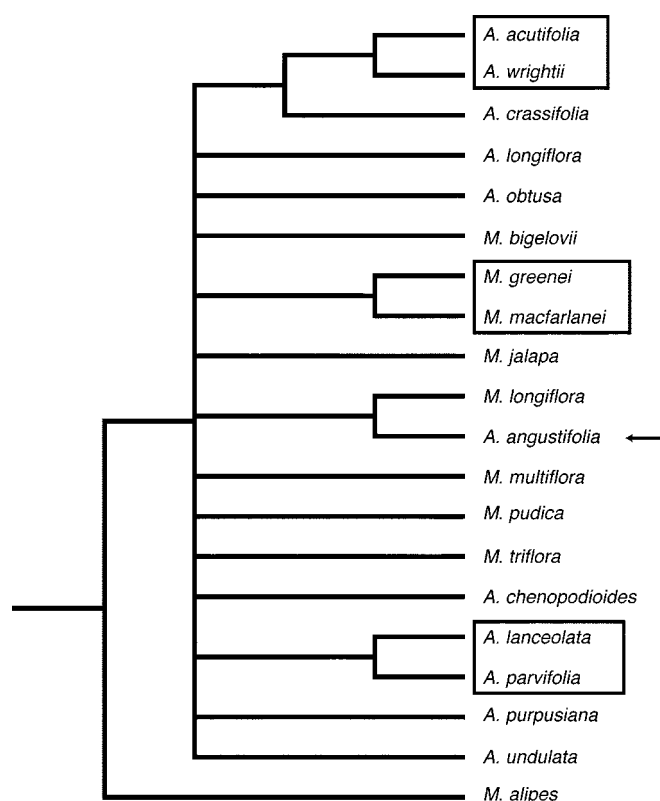 A. acutifolia
A. wrightii
A. crassifolia
A. longiflora
A. obtusa
M. bigelovii
M. greenei
M. macfarlanei
M. jalapa
M. longiflora
A. angustifolia
M. multiflora
M. pudica
M. triflora
A. chenopodioides
A. lanceolata
A. parvifolia
A. purpusiana
A. undulata
M. alipes